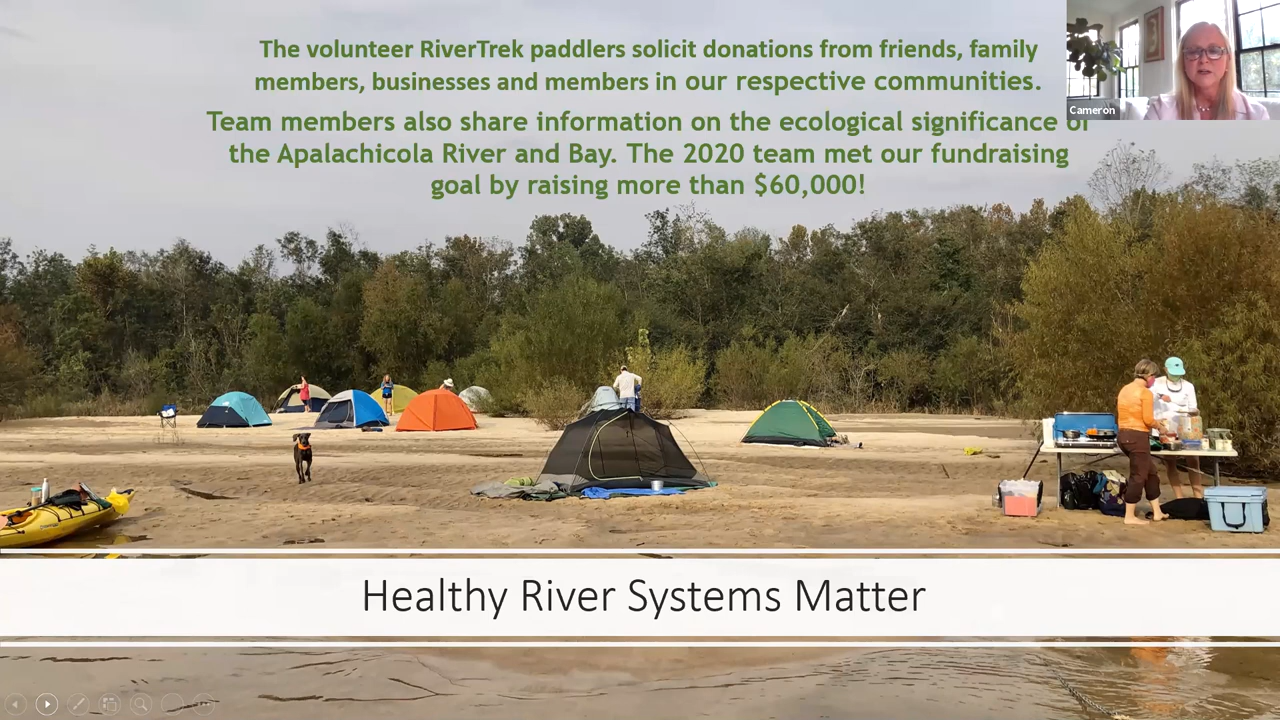 The volunteer RiverTrek paddlers solicit donations from friends, family
members, businesses and members in our respective communities.
Team members also share information on the ecological significance of
the Apalachicola River and Bay. The 2020 team met our fundraising
goal by raising more than $60,000!
Cameron
Healthy River Systems Matter